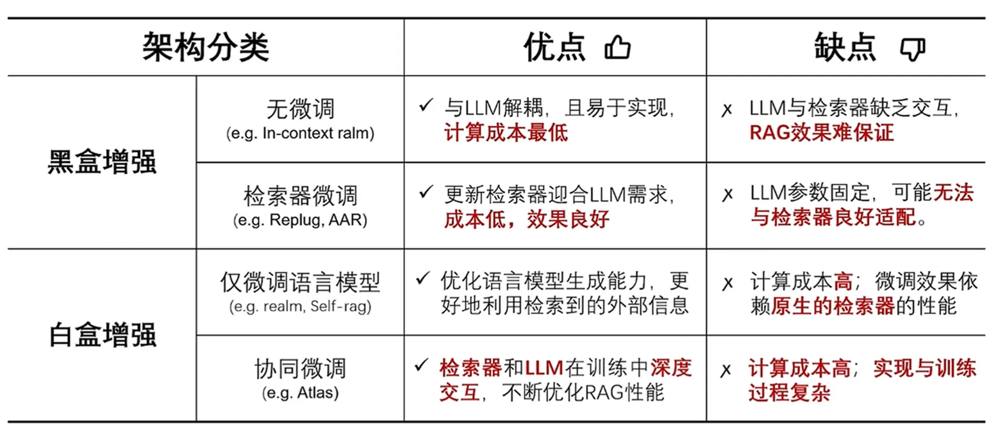 架构分类
优点
缺点
黑盒增强
无微调
(e.g. In-context ralm)
✓ 与LLM解耦，且易于实现，
计算成本最低
x LLM与检索器缺乏交互，
RAG效果难保证
检索器微调
(e.g. Replug, AAR)
✓ 更新检索器迎合LLM需求，
成本低，效果良好
x LLM参数固定，可能无法
与检索器良好适配。
白盒增强
仅微调语言模型
(e.g. realm, Self-rag)
✓ 优化语言模型生成能力，更
好地利用检索到的外部信息
x 计算成本高；微调效果依
赖原生的检索器的性能
协同微调
(e.g. Atlas)
✓ 检索器和LLM在训练中深度
交互，不断优化RAG性能
x 计算成本高；实现与训练
过程复杂